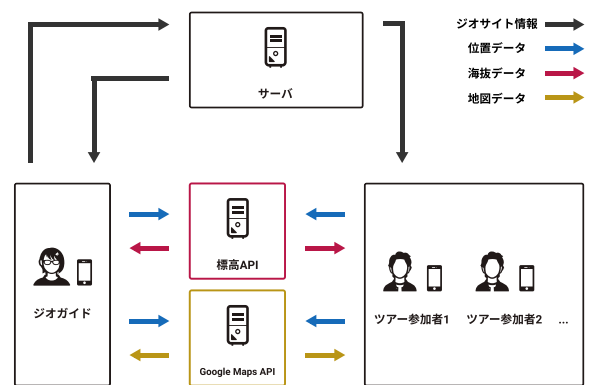 ジオサイト情報
位置データ
海抜データ
地図データ
サーバ
標高API
ジオガイド
ツアー参加者1
ツアー参加者2
...
Google Maps API